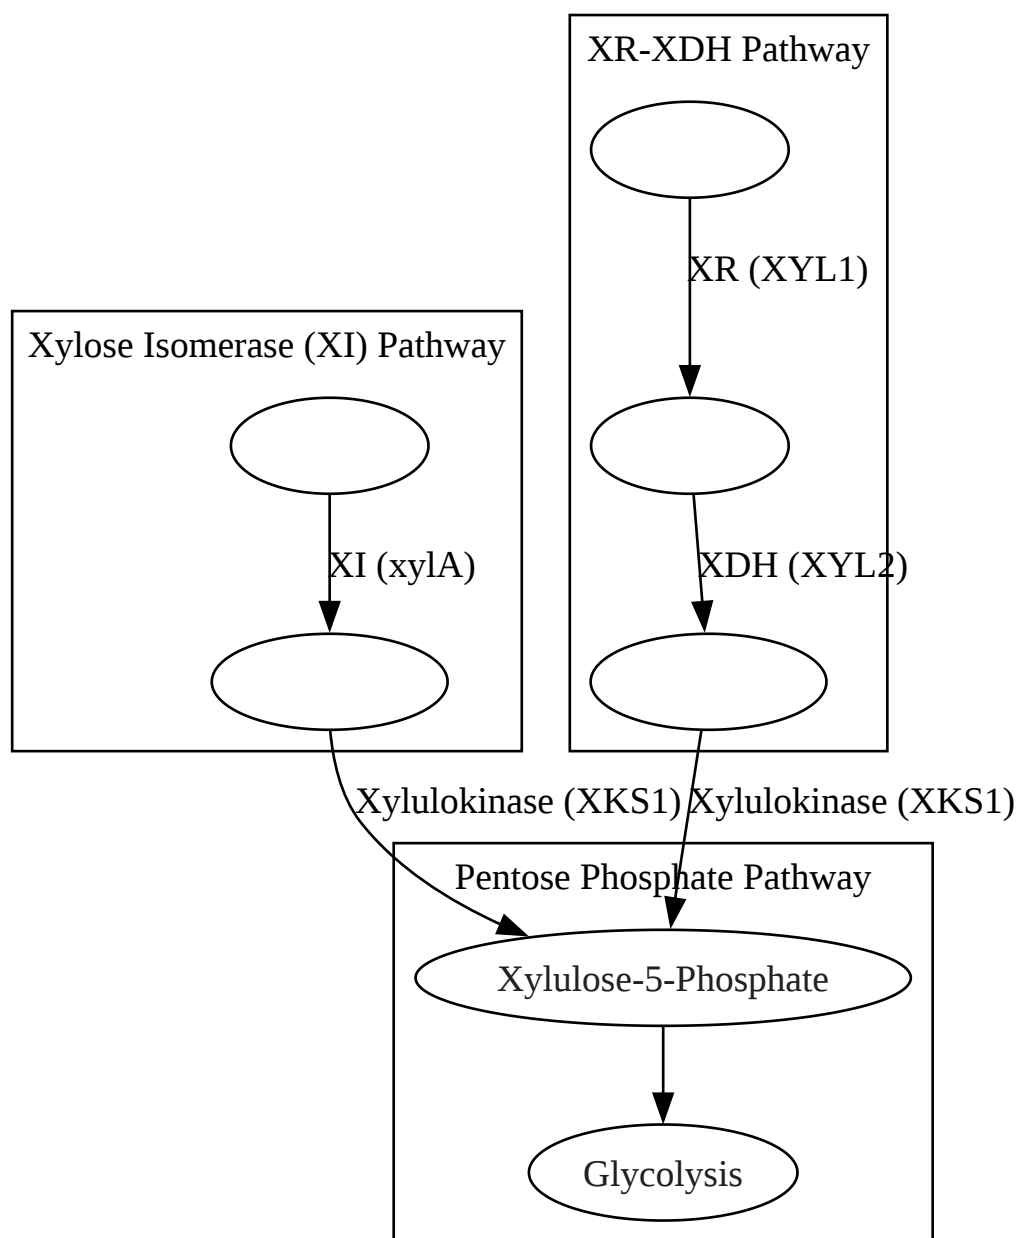 XR-XDH Pathway
XR (XYL1)
Xylose Isomerase (XI) Pathway
XI (xylA)
XDH (XYL2)
Xylulokinase (XKS1)
Xylulokinase (XKS1)
Pentose Phosphate Pathway
Xylulose-5-Phosphate
Glycolysis